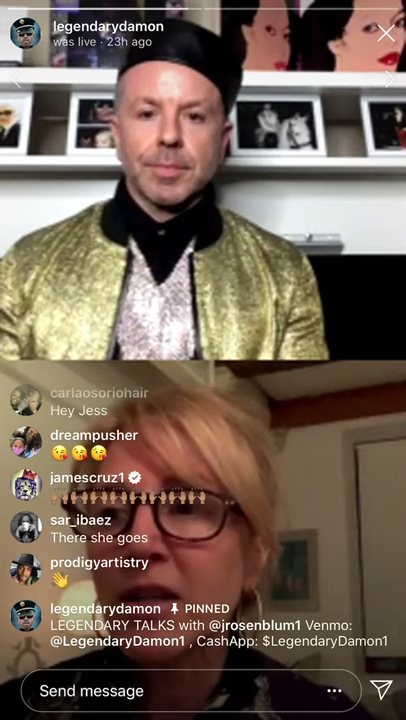 legendarydamon
was live · 23h ago
carlaosoriohair
Hey Jess
dreampusher
😘😘😘
jamescruz1
🙌🏽🙌🏽🙌🏽🙌🏽🙌🏽🙌🏽🙌🏽🙌🏽
sar_ibaez
There she goes
prodigyartistry
👋
legendarydamon PINNED
LEGENDARY TALKS with @jrosenblum1 Venmo:
@LegendaryDamon1 , CashApp: $LegendaryDamon1
Send message